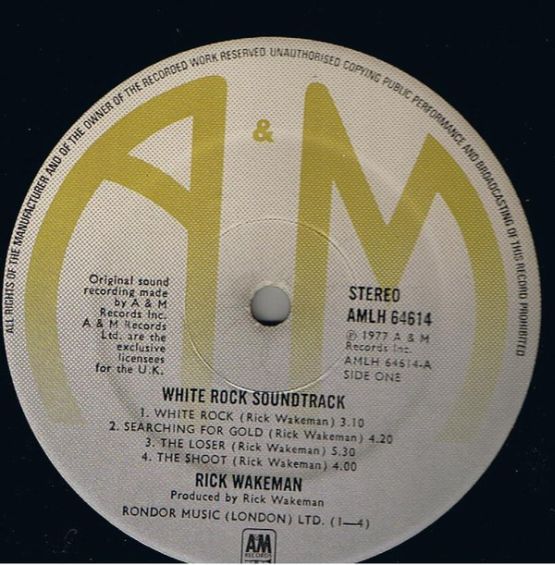 ALL RIGHTS OF THE MANUFACTURER AND OF THE OWNER OF THE RECORDED WORK RESERVED UNAUTHORISED COPYING PUBLIC PERFORMANCE AND BROADCASTING OF THIS RECORD PROHIBITED
A & M
Original sound
recording made
by A & M
Records Inc.
A & M Records
Ltd. are the
exclusive
licensees
for the U.K.
STEREO
AMLH 64614
℗ 1977 A & M
Records Inc.
AMLH 64614-A
SIDE ONE
WHITE ROCK SOUNDTRACK
1. WHITE ROCK (Rick Wakeman) 3.10
2. SEARCHING FOR GOLD (Rick Wakeman) 4.20
3. THE LOSER (Rick Wakeman) 5.30
4. THE SHOOT (Rick Wakeman) 4.00
RICK WAKEMAN
Produced by Rick Wakeman
RONDOR MUSIC (LONDON) LTD. (1—4)
A&M
RECORDS